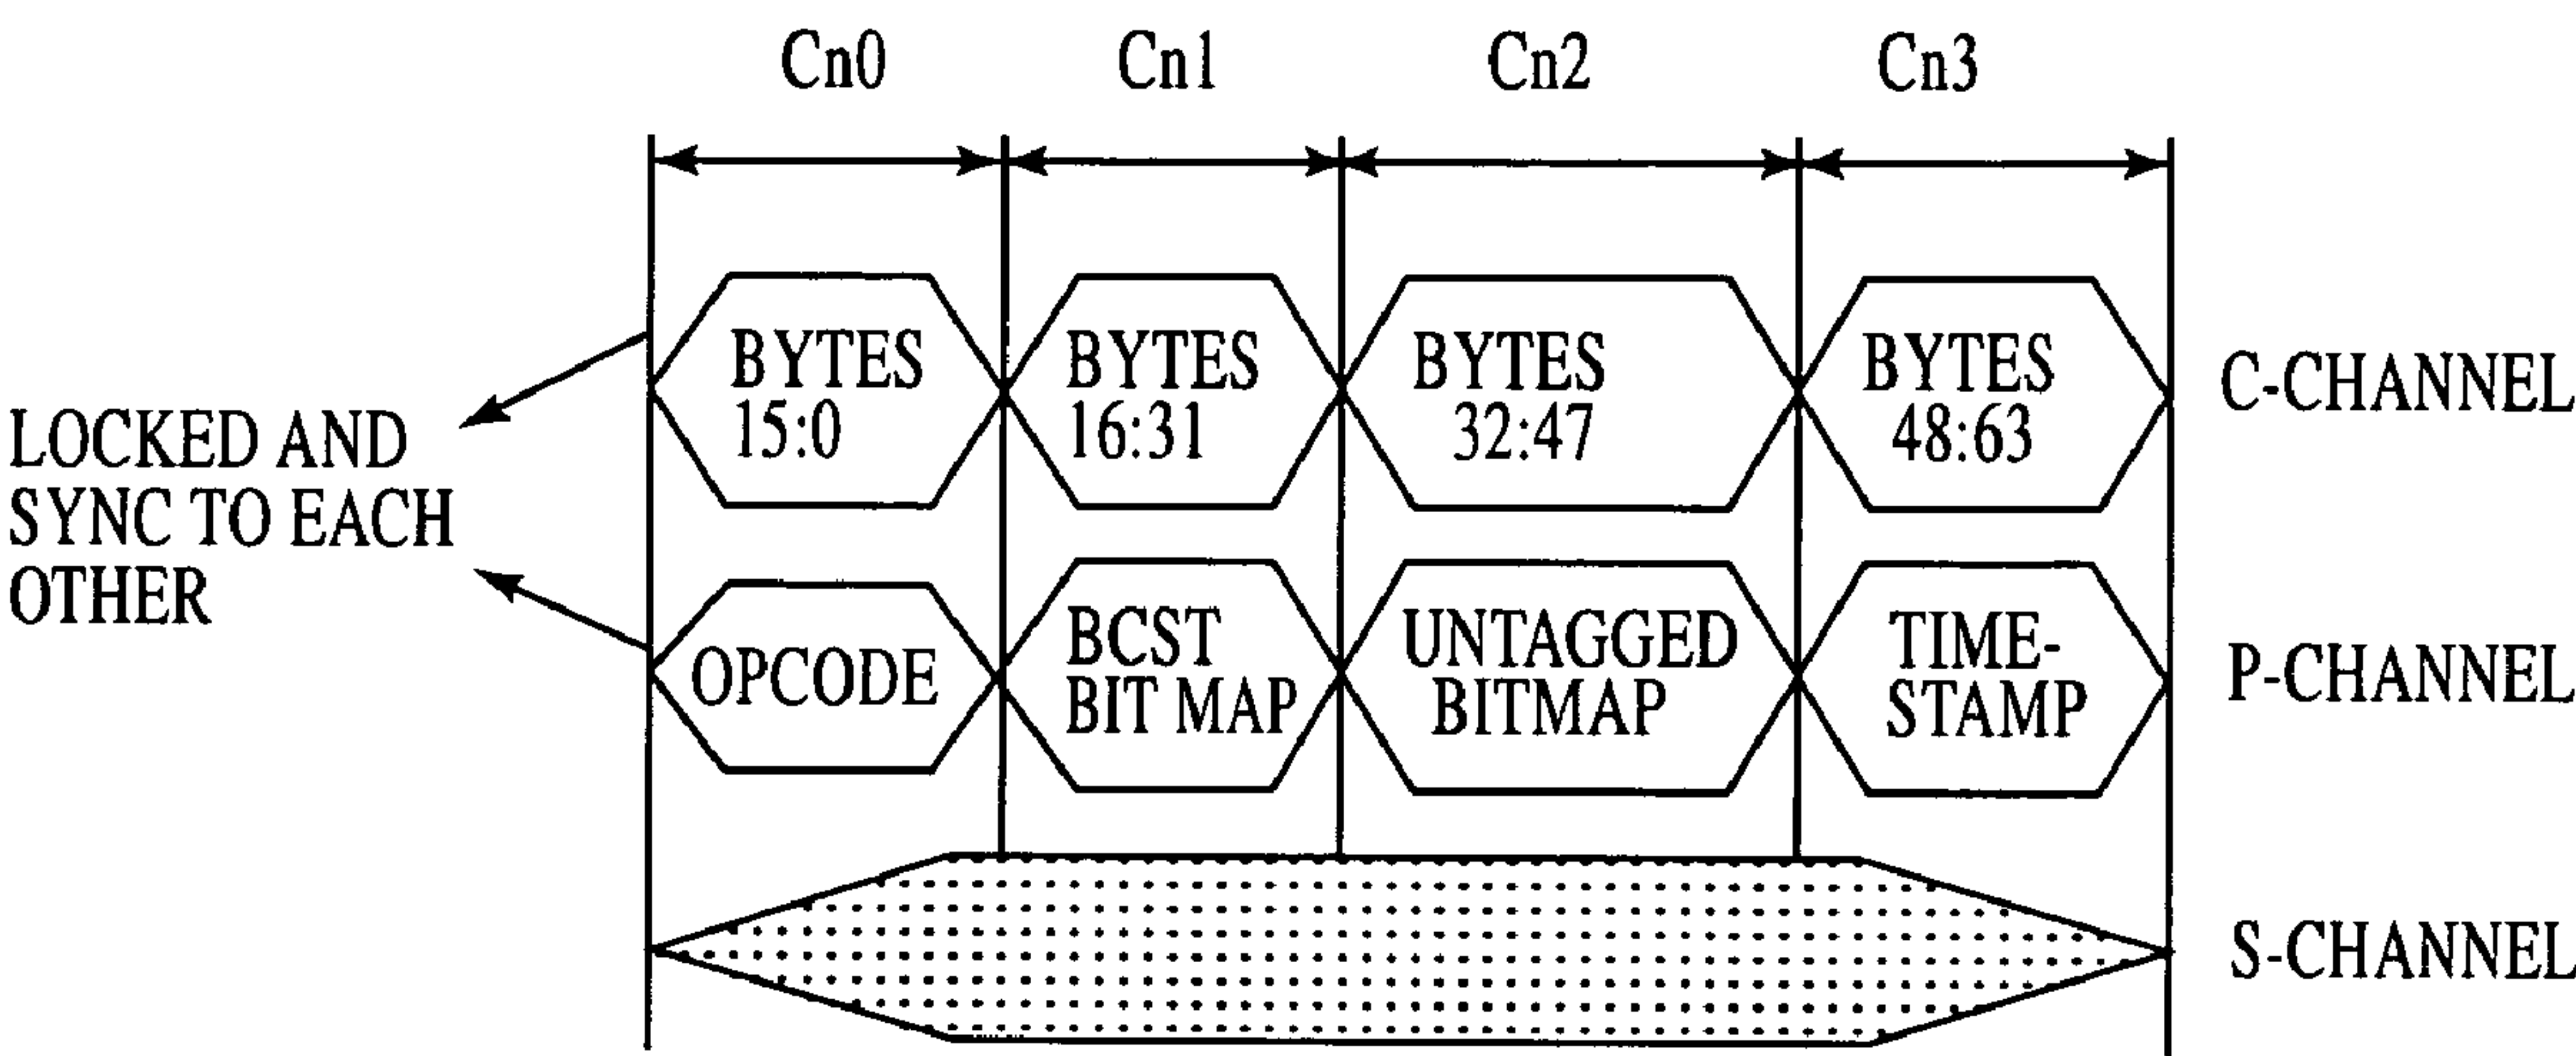 Cn0 Cn1 Cn2 Cn3
BYTES 15:0
BYTES 16:31
BYTES 32:47
BYTES 48:63
C-CHANNEL
LOCKED AND
SYNC TO EACH
OTHER
OPCODE
BCST
BIT MAP
UNTAGGED
BITMAP
TIME-
STAMP
P-CHANNEL
S-CHANNEL